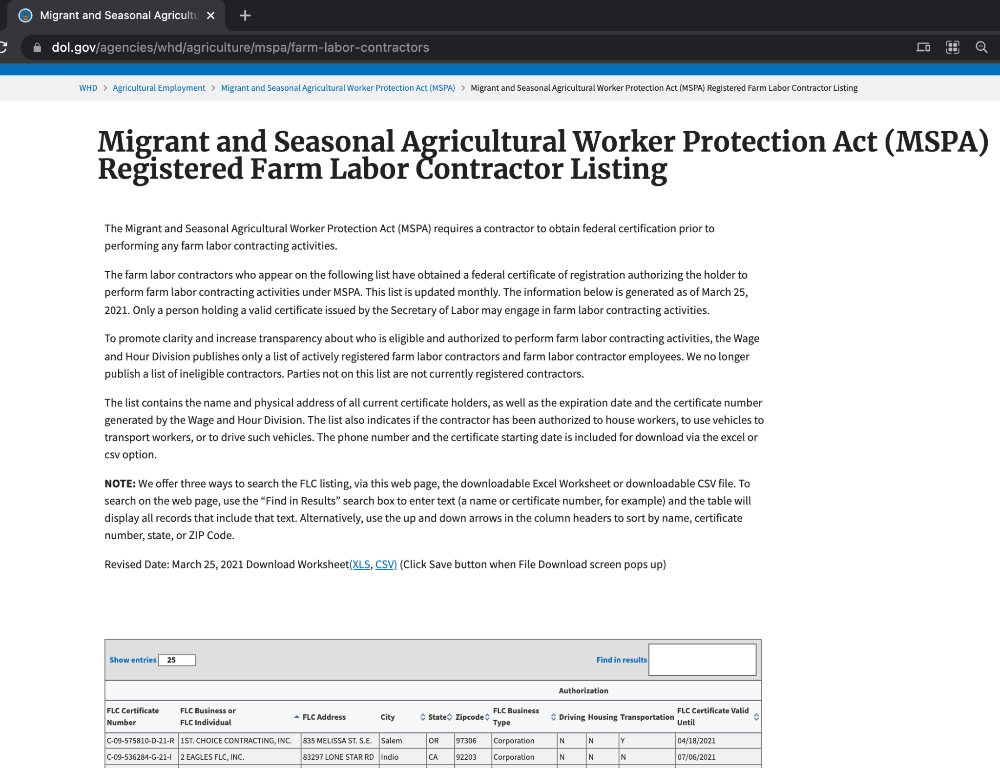 Migrant and Seasonal Agricultu
dol.gov/agencies/whd/agriculture/mspa/farm-labor-contractors
WHD > Agricultural Employment > Migrant and Seasonal Agricultural Worker Protection Act (MSPA) > Migrant and Seasonal Agricultural Worker Protection Act (MSPA) Registered Farm Labor Contractor Listing
Migrant and Seasonal Agricultural Worker Protection Act (MSPA)
Registered Farm Labor Contractor Listing
The Migrant and Seasonal Agricultural Worker Protection Act (MSPA) requires a contractor to obtain federal certification prior to
performing any farm labor contracting activities.
The farm labor contractors who appear on the following list have obtained a federal certificate of registration authorizing the holder to
perform farm labor contracting activities under MSPA. This list is updated monthly. The information below is generated as of March 25,
2021. Only a person holding a valid certificate issued by the Secretary of Labor may engage in farm labor contracting activities.
To promote clarity and increase transparency about who is eligible and authorized to perform farm labor contracting activities, the Wage
and Hour Division publishes only a list of actively registered farm labor contractors and farm labor contractor employees. We no longer
publish a list of ineligible contractors. Parties not on this list are not currently registered contractors.
The list contains the name and physical address of all current certificate holders, as well as the expiration date and the certificate number
generated by the Wage and Hour Division. The list also indicates if the contractor has been authorized to house workers, to use vehicles to
transport workers, or to drive such vehicles. The phone number and the certificate starting date is included for download via the excel or
csv option.
NOTE: We offer three ways to search the FLC listing, via this web page, the downloadable Excel Worksheet or downloadable CSV file. To
search on the web page, use the “Find in Results” search box to enter text (a name or certificate number, for example) and the table will
display all records that include that text. Alternatively, use the up and down arrows in the column headers to sort by name, certificate
number, state, or ZIP Code.
Revised Date: March 25, 2021 Download Worksheet(XLS, CSV) (Click Save button when File Download screen pops up)
Show entries 25 Find in results
Authorization
FLC Certificate Number FLC Business or FLC Individual FLC Address City State Zipcode FLC Business Type Driving Housing Transportation FLC Certificate Valid Until
C-09-575810-D-21-R 1ST. CHOICE CONTRACTING, INC. 835 MELISSA ST. S.E. Salem OR 97306 Corporation N N Y 04/18/2021
C-09-536284-G-21-I 2 EAGLES FLC, INC. 83297 LONE STAR RD Indio CA 92203 Corporation N N N 07/06/2021